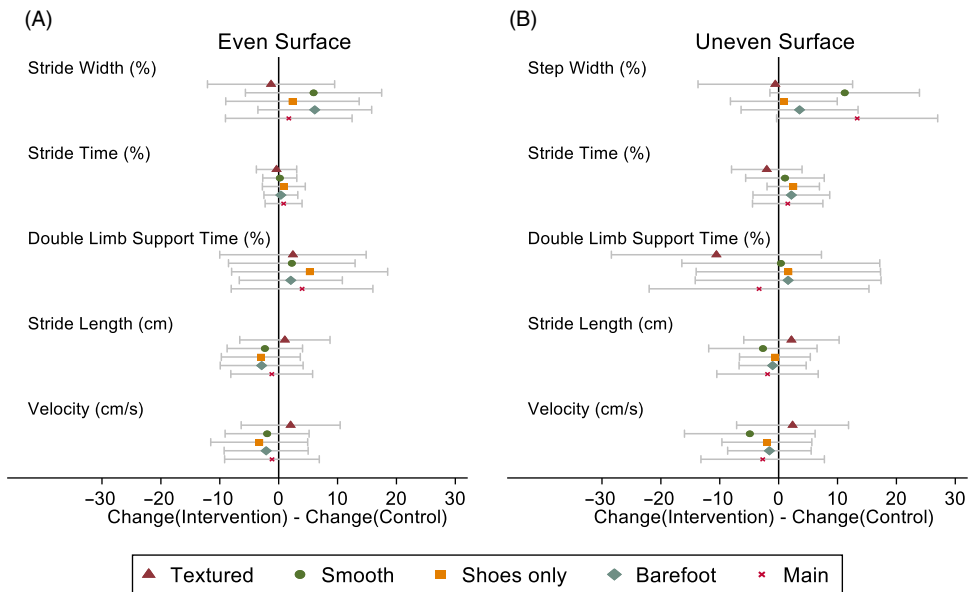 (A)
Even Surface
Stride Width (%)
Stride Time (%)
Double Limb Support Time (%)
Stride Length (cm)
Velocity (cm/s)
−30 −20 −10 0 10 20 30
Change(Intervention) - Change(Control)
(B)
Uneven Surface
Step Width (%)
Stride Time (%)
Double Limb Support Time (%)
Stride Length (cm)
Velocity (cm/s)
−30 −20 −10 0 10 20 30
Change(Intervention) - Change(Control)
Textured Smooth Shoes only Barefoot Main